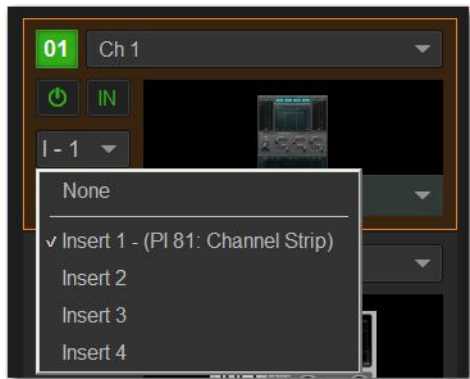 01 Ch 1
IN
I - 1
None
✓ Insert 1 - (PI 81: Channel Strip)
Insert 2
Insert 3
Insert 4